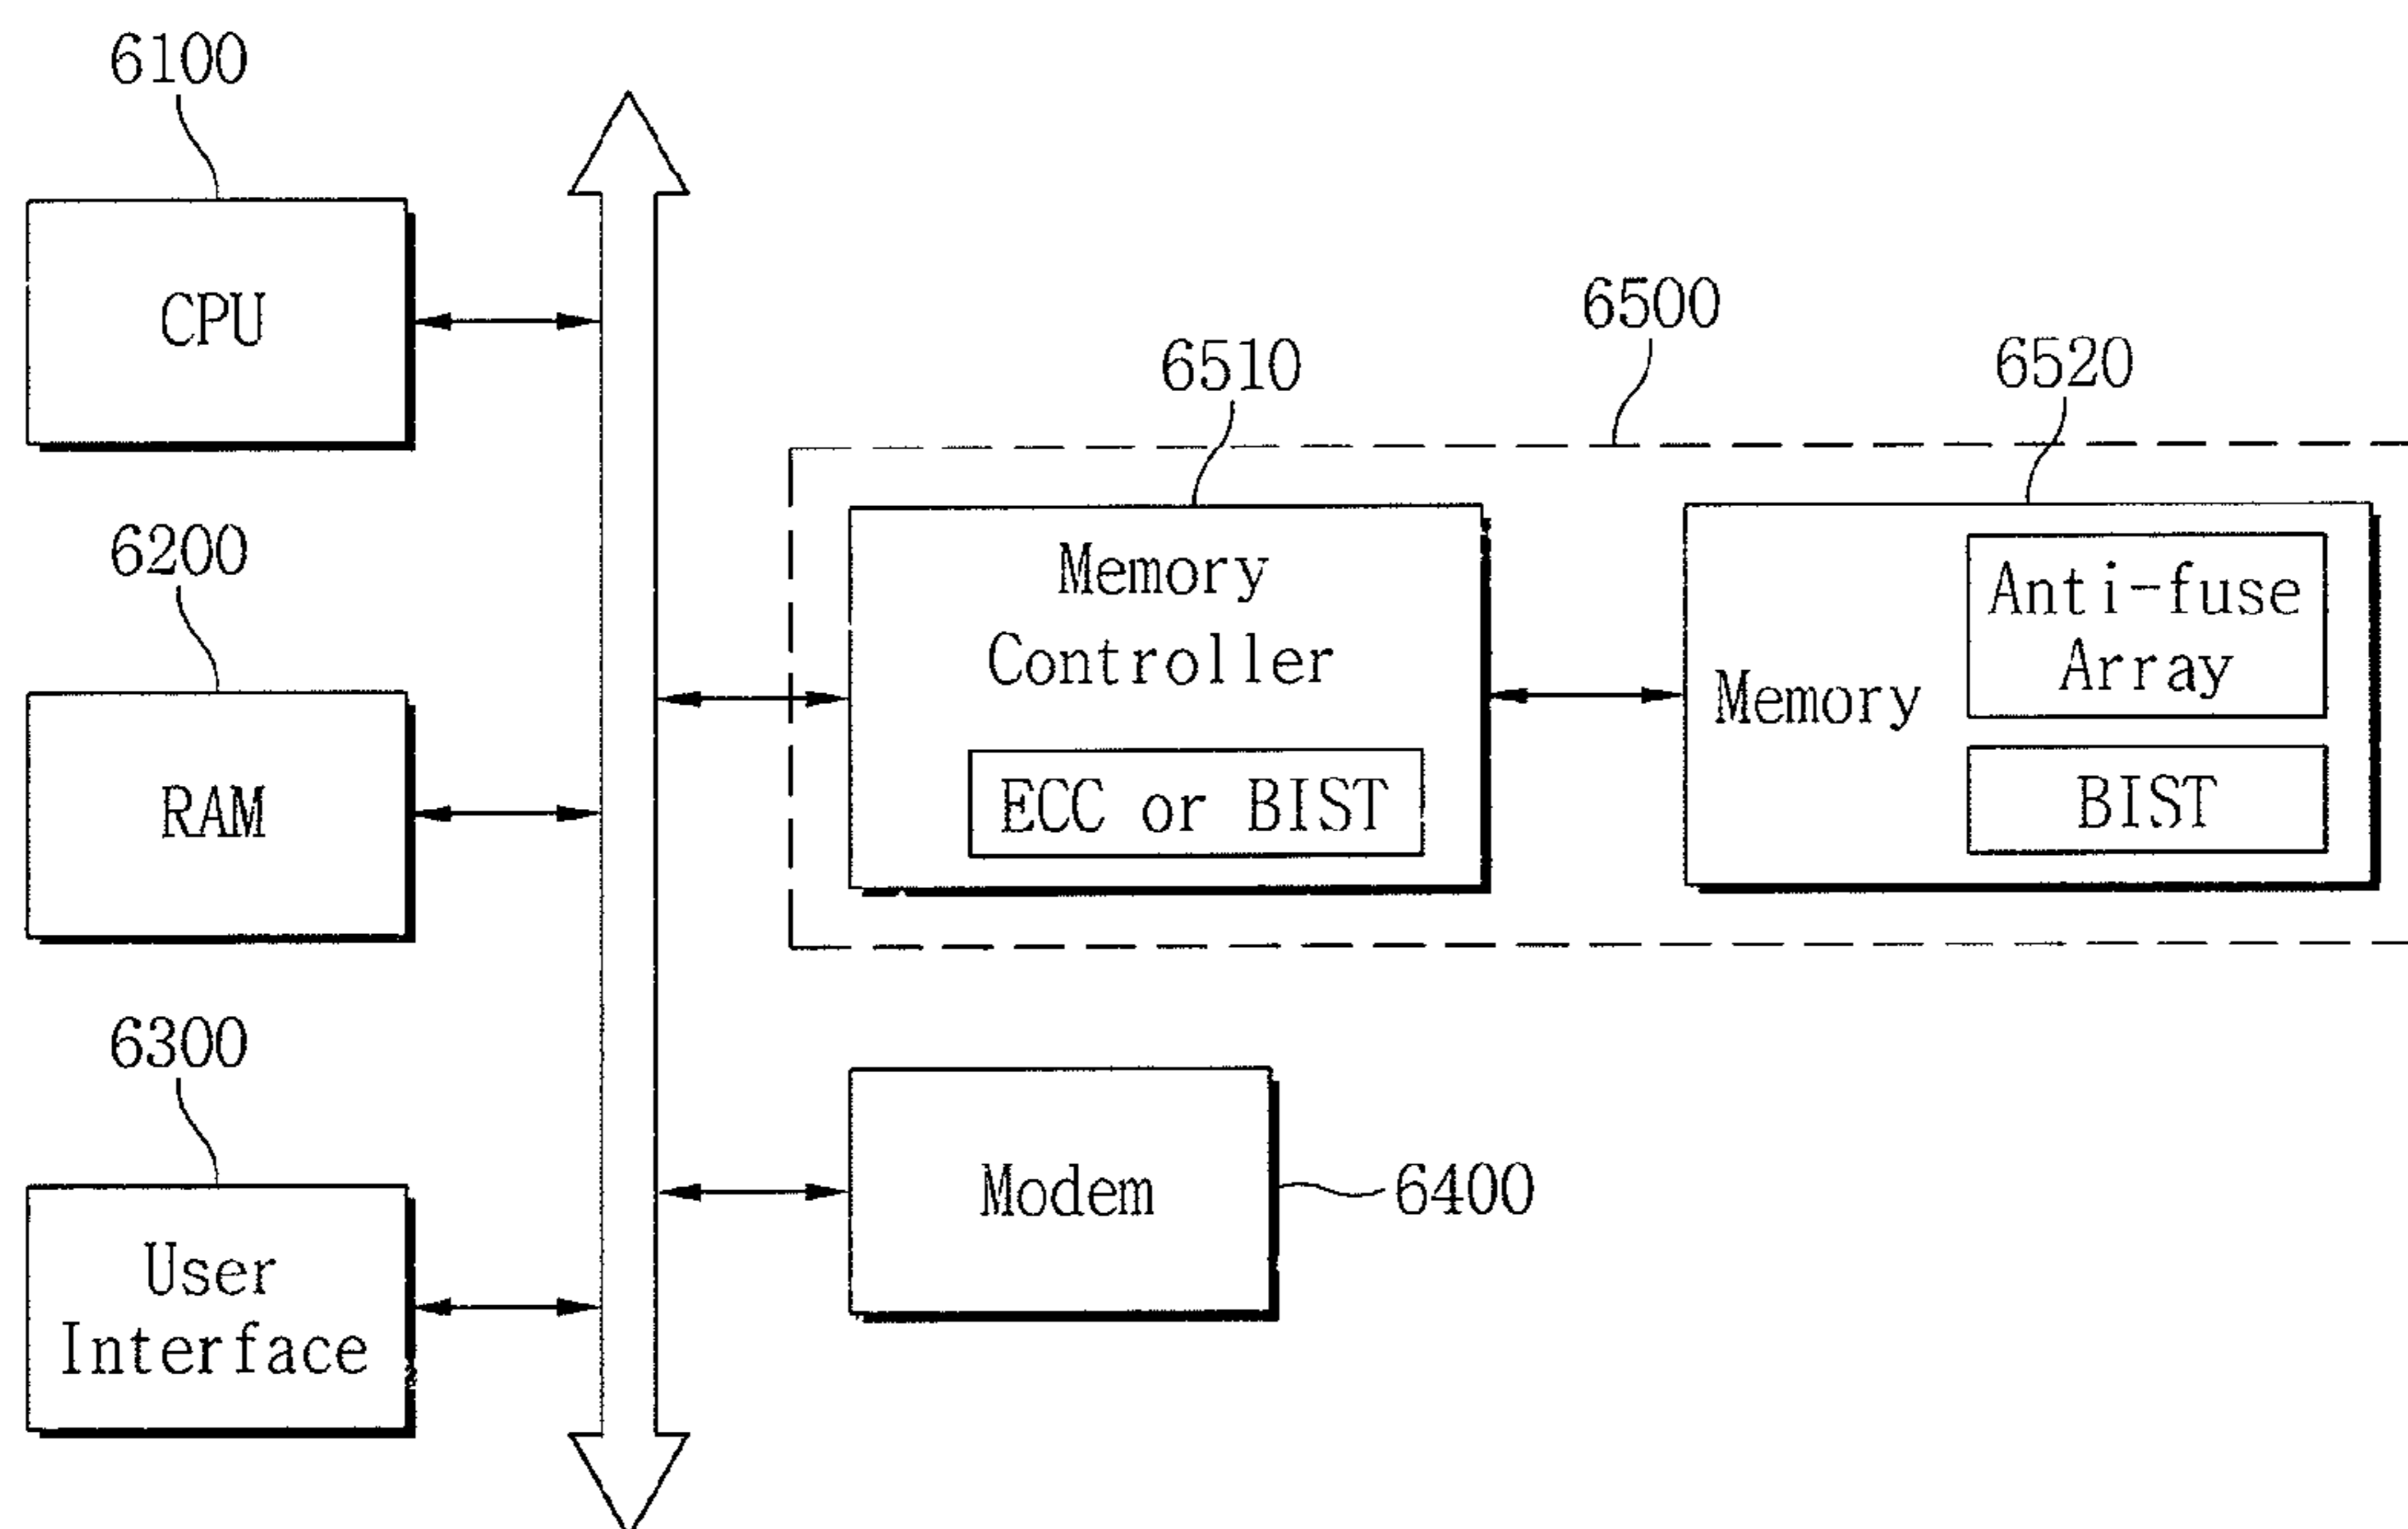 6100
CPU
6200
RAM
6300
User
Interface
6500
6510
Memory
Controller
ECC or BIST
6520
Memory
Anti-fuse
Array
BIST
Modem
6400